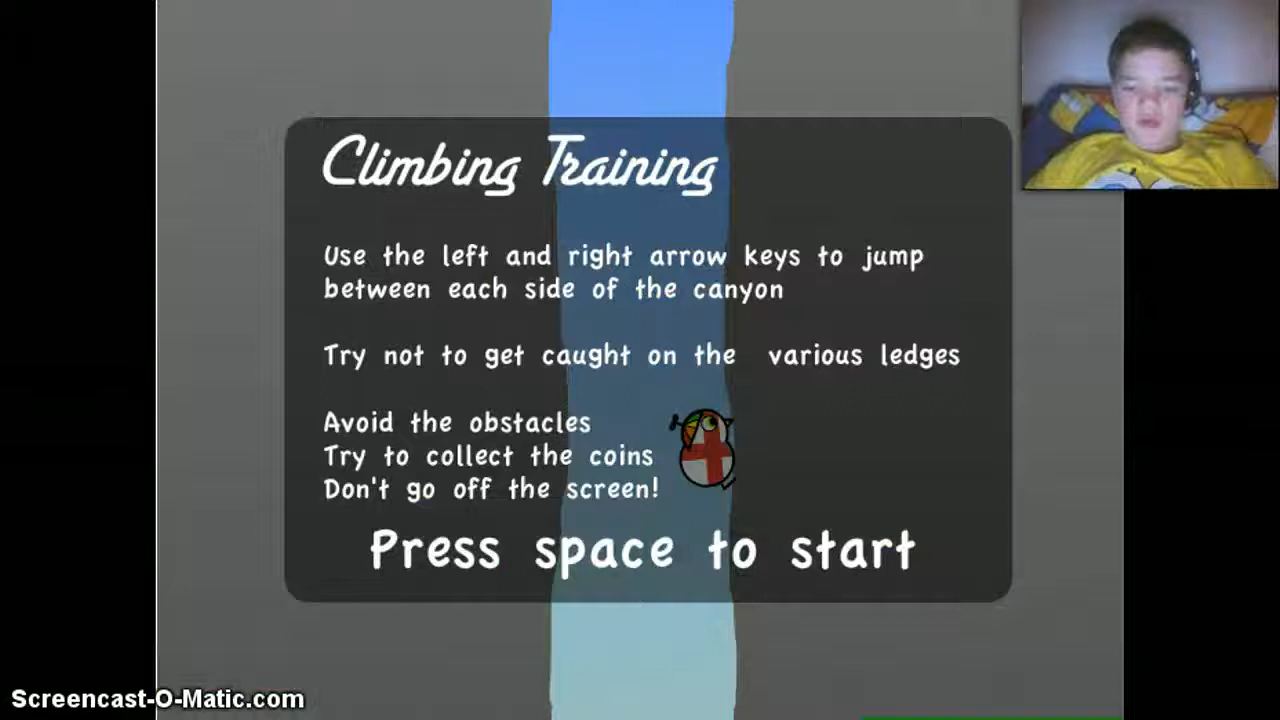 Climbing Training
Use the left and right arrow keys to jump
between each side of the canyon
Try not to get caught on the various ledges
Avoid the obstacles
Try to collect the coins
Don't go off the screen!
Press space to start
Screencast-O-Matic.com